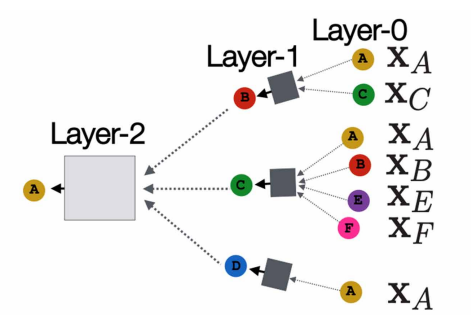 Layer-0
Layer-1
Layer-2
A x_A
C x_C
B
A x_A
B x_B
E x_E
F x_F
C
A
D
A x_A